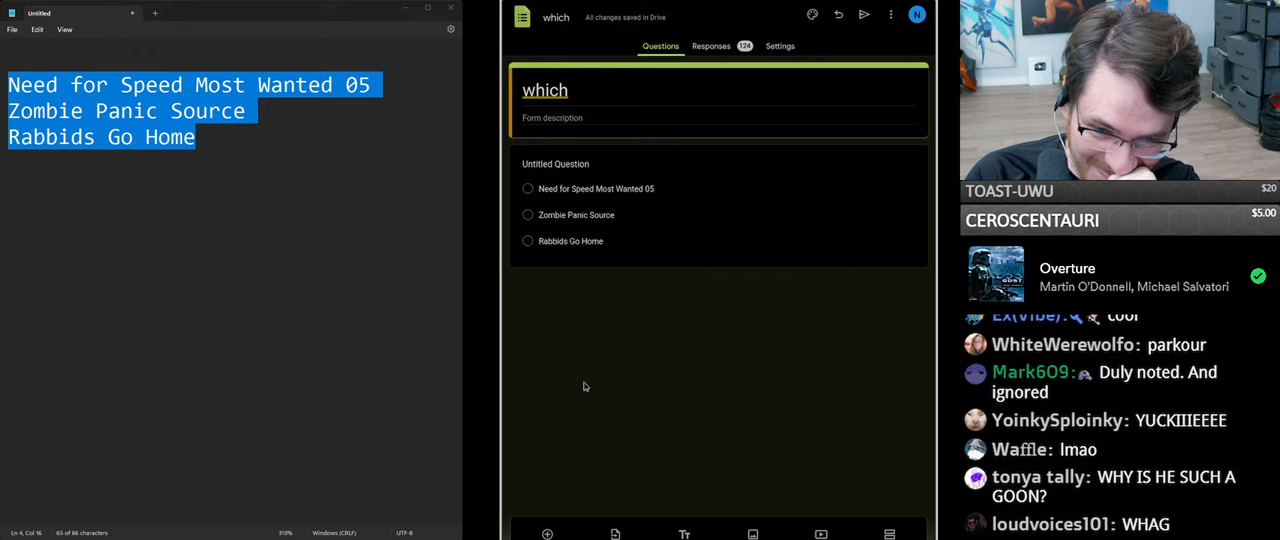 Untitled
File Edit View
Need for Speed Most Wanted 05
Zombie Panic Source
Rabbids Go Home
Ln 4, Col 16 65 of 66 characters 310% Windows (CRLF) UTF-8
which All changes saved in Drive N
Questions Responses 124 Settings
which
Form description
Untitled Question
Need for Speed Most Wanted 05
Zombie Panic Source
Rabbids Go Home
Tт
TOAST-UWU $20
CEROSCENTAURI $5.00
Overture
Martin O'Donnell, Michael Salvatori
Ex(Vibe): cool
WhiteWerewolfo: parkour
Mark609: Duly noted. And
ignored
YoinkySploinky: YUCKIIIEEEE
Waffle: lmao
tonya tally: WHY IS HE SUCH A
GOON?
loudvoices101: WHAG